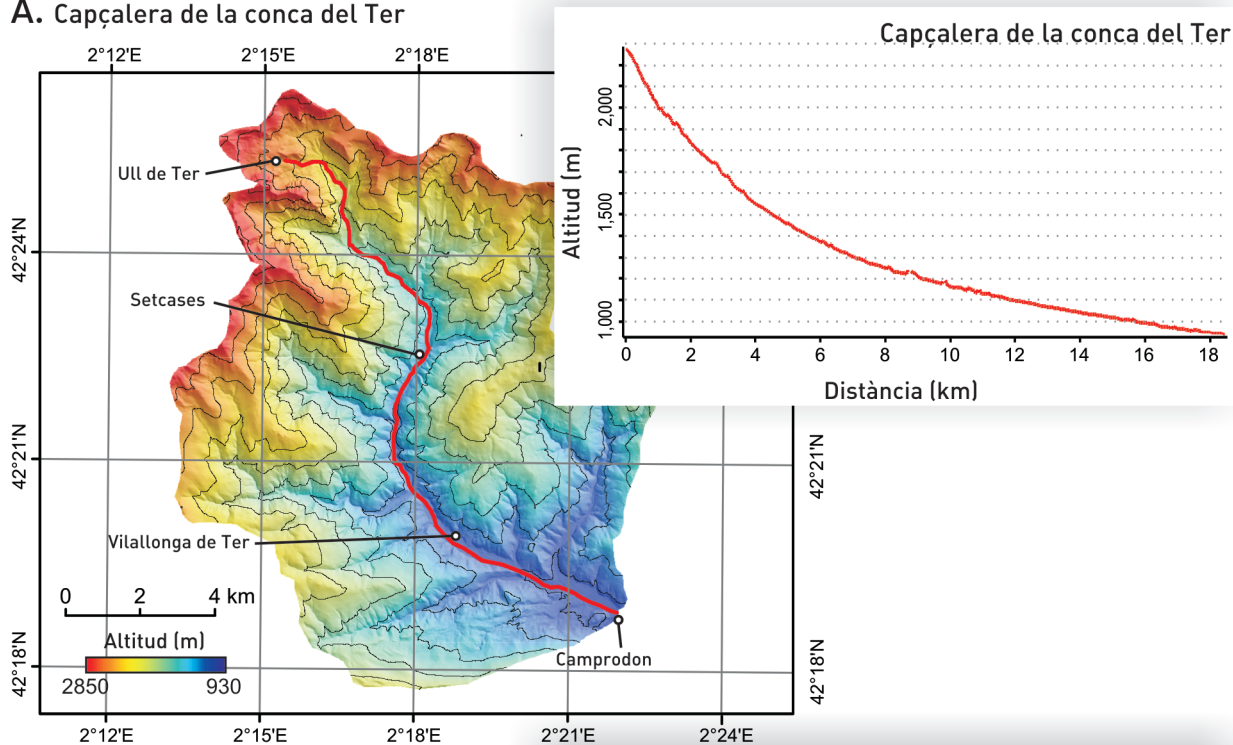 A. Capçalera de la conca del Ter
2°12'E 2°15'E 2°18'E
Ull de Ter
42°24'N
Setcases
42°21'N
Vilallonga de Ter
0 2 4 km
Altitud (m)
2850 930
42°18'N
Camprodon
42°21'N
42°18'N
2°12'E 2°15'E 2°18'E 2°21'E 2°24'E
Capçalera de la conca del Ter
Altitud (m)
2,000
1,500
1,000
0 2 4 6 8 10 12 14 16 18
Distància (km)